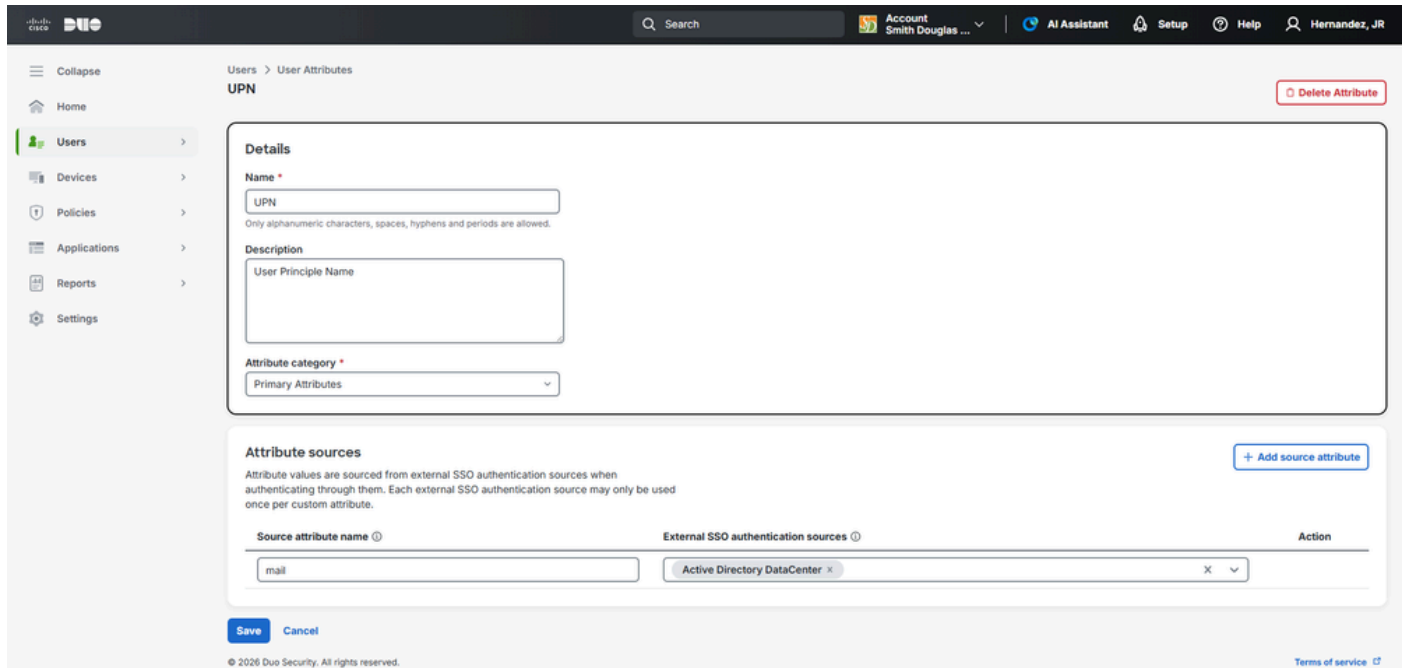 CISCO DUO
Search
Account
Smith Douglas ...
AI Assistant
Setup
Help
Hernandez, JR
Collapse
Home
Users
Devices
Policies
Applications
Reports
Settings
Users > User Attributes
UPN
Delete Attribute
Details
Name *
UPN
Only alphanumeric characters, spaces, hyphens and periods are allowed.
Description
User Principle Name
Attribute category *
Primary Attributes
Attribute sources
+ Add source attribute
Attribute values are sourced from external SSO authentication sources when
authenticating through them. Each external SSO authentication source may only be used
once per custom attribute.
Source attribute name
External SSO authentication sources
Action
mail
Active Directory DataCenter ×
Save
Cancel
© 2026 Duo Security. All rights reserved.
Terms of service